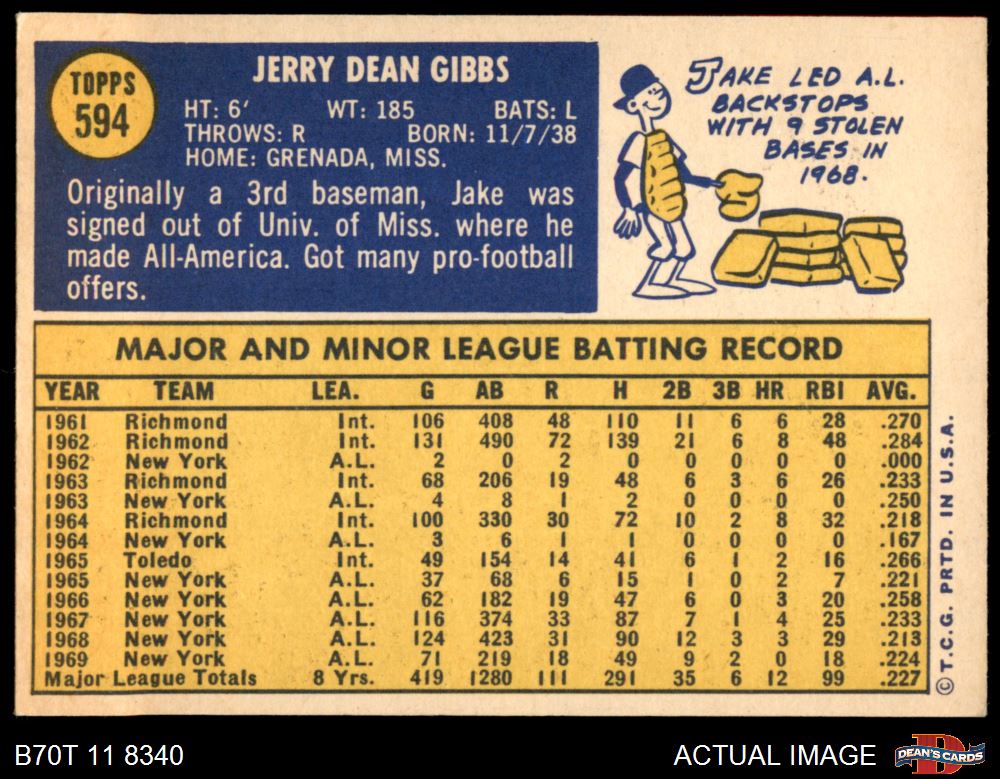 TOPPS
594
JERRY DEAN GIBBS
HT: 6' WT: 185 BATS: L
THROWS: R BORN: 11/7/38
HOME: GRENADA, MISS.
Originally a 3rd baseman, Jake was
signed out of Univ. of Miss. where he
made All-America. Got many pro-football
offers.
JAKE LED A.L.
BACKSTOPS
WITH 9 STOLEN
BASES IN
1968.
MAJOR AND MINOR LEAGUE BATTING RECORD
YEAR TEAM LEA. G AB R H 2B 3B HR RBI AVG.
1961 Richmond Int. 106 408 48 110 11 6 6 28 .270
1962 Richmond Int. 131 490 72 139 21 6 8 48 .284
1962 New York A.L. 2 0 2 0 0 0 0 0 .000
1963 Richmond Int. 68 206 19 48 6 3 6 26 .233
1963 New York A.L. 4 8 1 2 0 0 0 0 .250
1964 Richmond Int. 100 330 30 72 10 2 8 32 .218
1964 New York A.L. 3 6 1 1 0 0 0 0 .167
1965 Toledo Int. 49 154 14 41 6 1 2 16 .266
1965 New York A.L. 37 68 6 15 1 0 2 7 .221
1966 New York A.L. 62 182 19 47 6 0 3 20 .258
1967 New York A.L. 116 374 33 87 7 1 4 25 .233
1968 New York A.L. 124 423 31 90 12 3 3 29 .213
1969 New York A.L. 71 219 18 49 9 2 0 18 .224
Major League Totals 8 Yrs. 419 1280 111 291 35 6 12 99 .227
© T.C.G. PRTD. IN U.S.A.
B70T 11 8340
ACTUAL IMAGE
D
DEAN'S CARDS